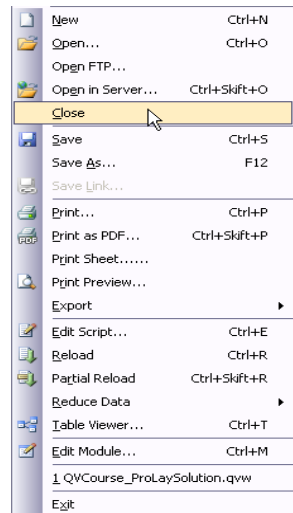 New Ctrl+N
Open... Ctrl+O
Open FTP...
Open in Server... Ctrl+Skift+O
Close
Save Ctrl+S
Save As... F12
Save Link...
Print... Ctrl+P
PDF Print as PDF... Ctrl+Skift+P
Print Sheet......
Print Preview...
Export
Edit Script... Ctrl+E
Reload Ctrl+R
Partial Reload Ctrl+Skift+R
Reduce Data
Table Viewer... Ctrl+T
Edit Module... Ctrl+M
1 QVCourse_ProLaySolution.qvw
Exit